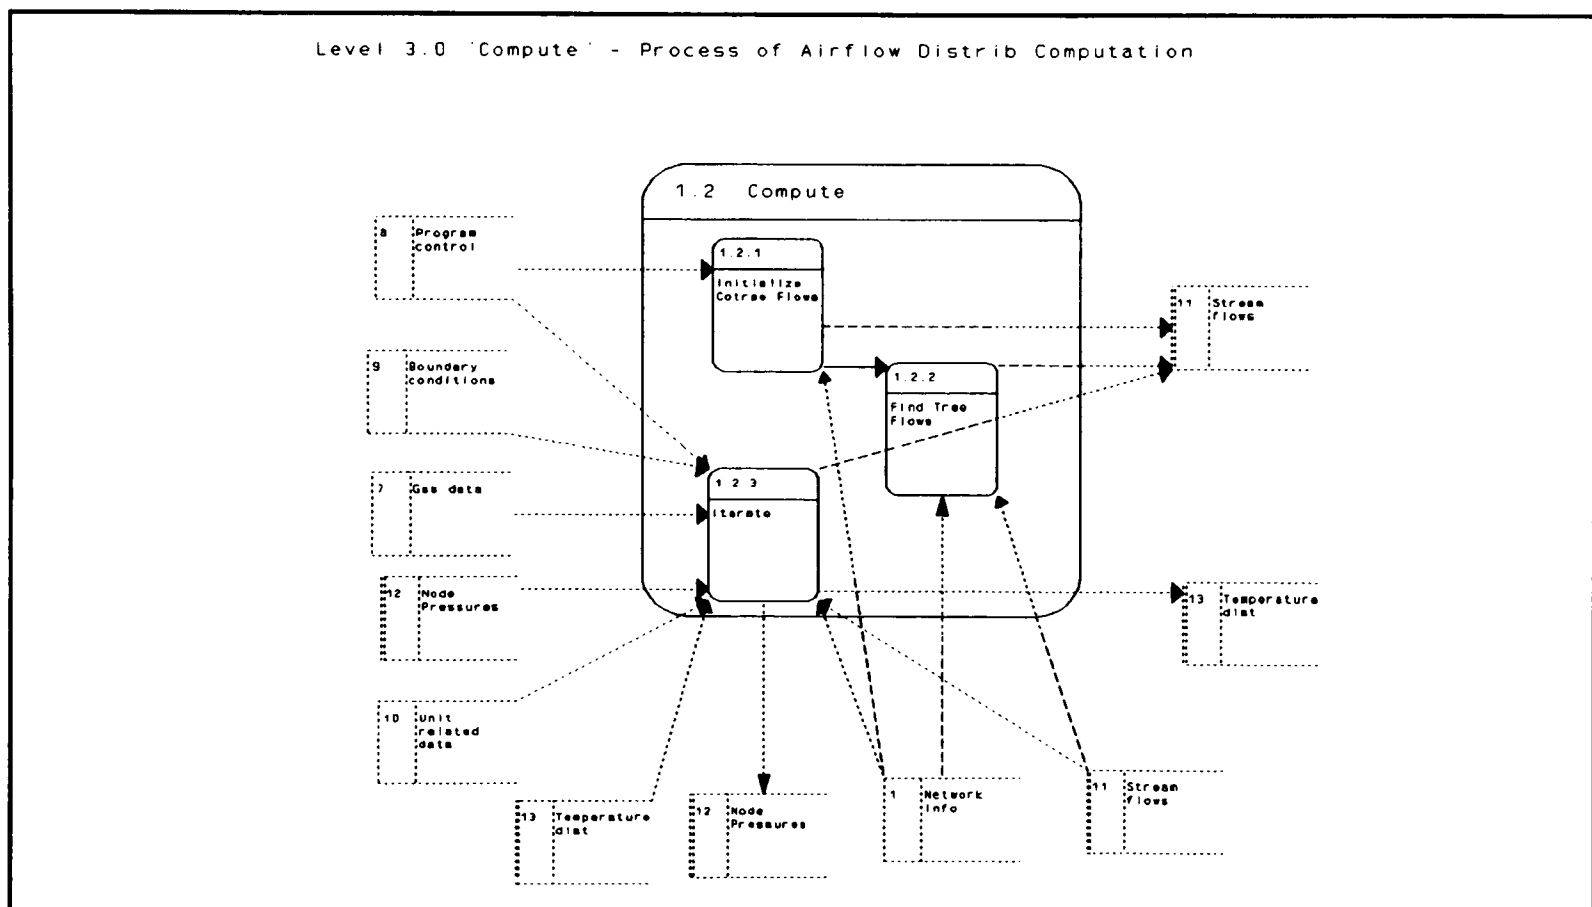 Level 3.0 'Compute' - Process of Airflow Distrib Computation
1.2 Compute
8 Program
control
1.2.1
Initialize
Cotree Flows
11 Stream
flows
9 Boundary
conditions
1.2.2
Find Tree
Flows
7 Gas data
1 2 3
Iterate
12 Node
Pressures
13 Temperature
dist
10 Unit
related
data
13 Temperature
dist
12 Node
Pressures
1 Network
Info
11 Stream
flows